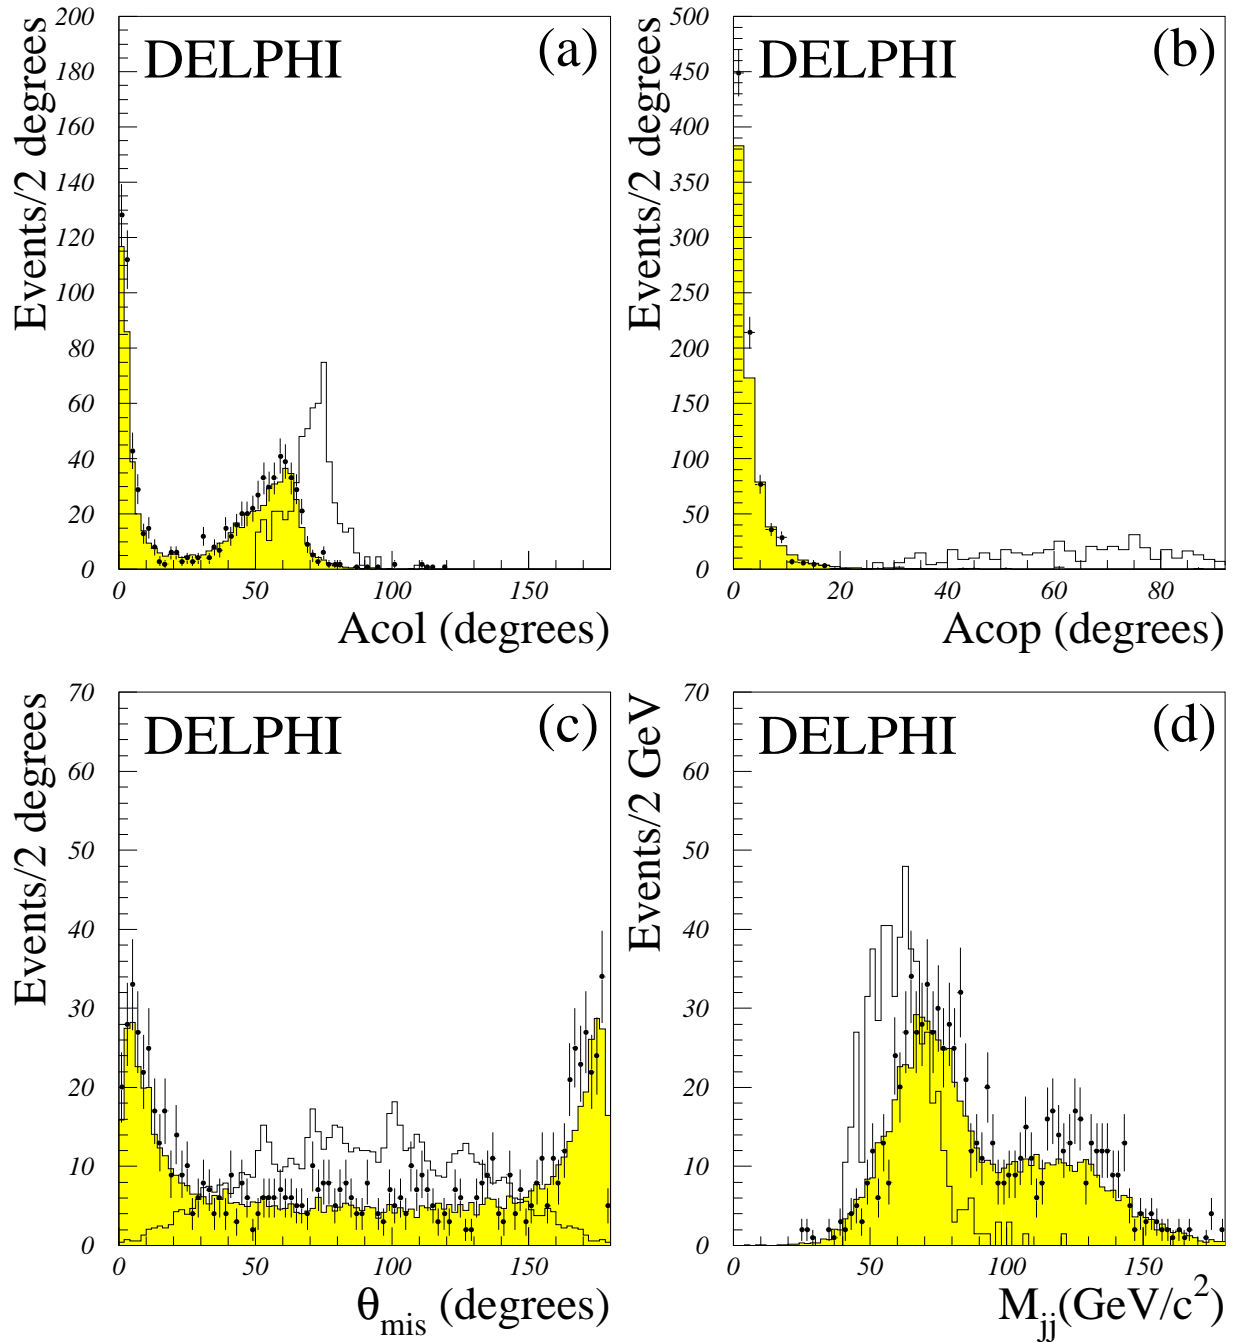 DELPHI
(a)
Events/2 degrees
200
180
160
140
120
100
80
60
40
20
0
0 50 100 150
Acol (degrees)
DELPHI
(b)
Events/2 degrees
500
450
400
350
300
250
200
150
100
50
0
0 20 40 60 80
Acop (degrees)
DELPHI
(c)
Events/2 degrees
70
60
50
40
30
20
10
0
0 50 100 150
θmis (degrees)
DELPHI
(d)
Events/2 GeV
70
60
50
40
30
20
10
0
0 50 100 150
Mjj(GeV/c²)